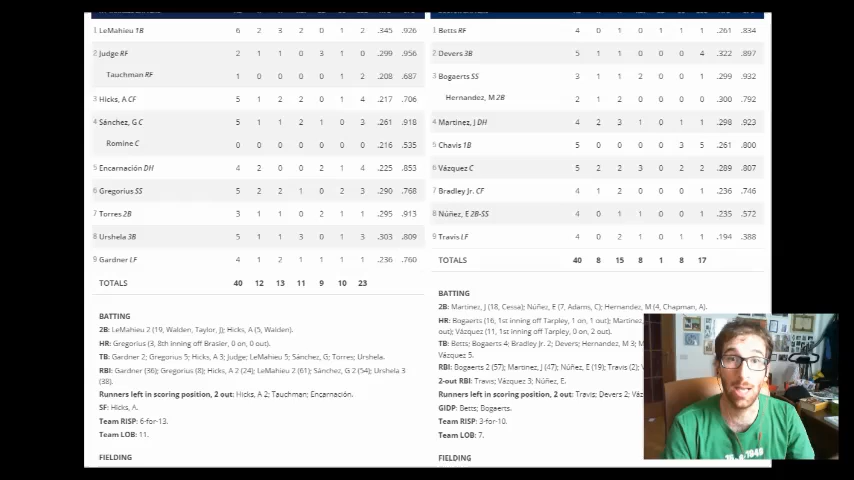 1 LeMahieu 1B 6 2 3 2 0 1 2 .345 .926
2 Judge RF 2 1 1 0 3 1 0 .299 .956
Tauchman RF 1 0 0 0 0 1 2 .208 .687
3 Hicks, A CF 5 1 2 2 0 1 4 .217 .706
4 Sánchez, G C 5 1 1 2 1 0 3 .261 .918
Romine C 0 0 0 0 0 0 0 .216 .535
5 Encarnación DH 4 2 0 0 2 1 4 .225 .853
6 Gregorius SS 5 2 2 1 0 2 3 .290 .768
7 Torres 2B 3 1 1 0 2 1 1 .295 .913
8 Urshela 3B 5 1 1 3 0 1 3 .303 .809
9 Gardner LF 4 1 2 1 1 1 1 .236 .760
TOTALS 40 12 13 11 9 10 23
BATTING
2B: LeMahieu 2 (19, Walden, Taylor, J); Hicks, A (5, Walden).
HR: Gregorius (3, 8th inning off Brasier, 0 on, 0 out).
TB: Gardner 2; Gregorius 5; Hicks, A 3; Judge; LeMahieu 5; Sánchez, G; Torres; Urshela.
RBI: Gardner (36); Gregorius (8); Hicks, A 2 (24); LeMahieu 2 (61); Sánchez, G 2 (54); Urshela 3
(38).
Runners left in scoring position, 2 out: Hicks, A 2; Tauchman; Encarnación.
SF: Hicks, A.
Team RISP: 6-for-13.
Team LOB: 11.
FIELDING
1 Betts RF 4 0 1 0 1 1 1 .261 .834
2 Devers 3B 5 1 1 0 0 0 4 .322 .897
3 Bogaerts SS 3 1 1 2 0 0 0 .299 .932
Hernandez, M 2B 2 1 2 0 0 0 0 .300 .792
4 Martinez, J DH 4 2 3 1 0 1 1 .298 .923
5 Chavis 1B 5 0 0 0 0 3 5 .261 .800
6 Vázquez C 5 2 2 3 0 2 2 .289 .807
7 Bradley Jr. CF 4 1 2 0 0 0 1 .236 .746
8 Núñez, E 2B-SS 4 0 1 1 0 0 1 .235 .572
9 Travis LF 4 0 2 1 0 1 1 .194 .388
TOTALS 40 8 15 8 1 8 17
BATTING
2B: Martinez, J (18, Cessa); Núñez, E (7, Adams, C); Hernandez, M (4, Chapman, A).
HR: Bogaerts (16, 1st inning off Tarpley, 1 on, 1 out); Martinez,
out); Vázquez (11, 1st inning off Tarpley, 0 on, 2 out).
TB: Betts; Bogaerts 4; Bradley Jr. 2; Devers; Hernandez, M 3; M
Vázquez 5.
RBI: Bogaerts 2 (57); Martinez, J (47); Núñez, E (19); Travis (2);
2-out RBI: Travis; Vázquez 3; Núñez, E.
Runners left in scoring position, 2 out: Travis; Devers 2;
GIDP: Betts; Bogaerts.
Team RISP: 3-for-10.
Team LOB: 7.
FIELDING